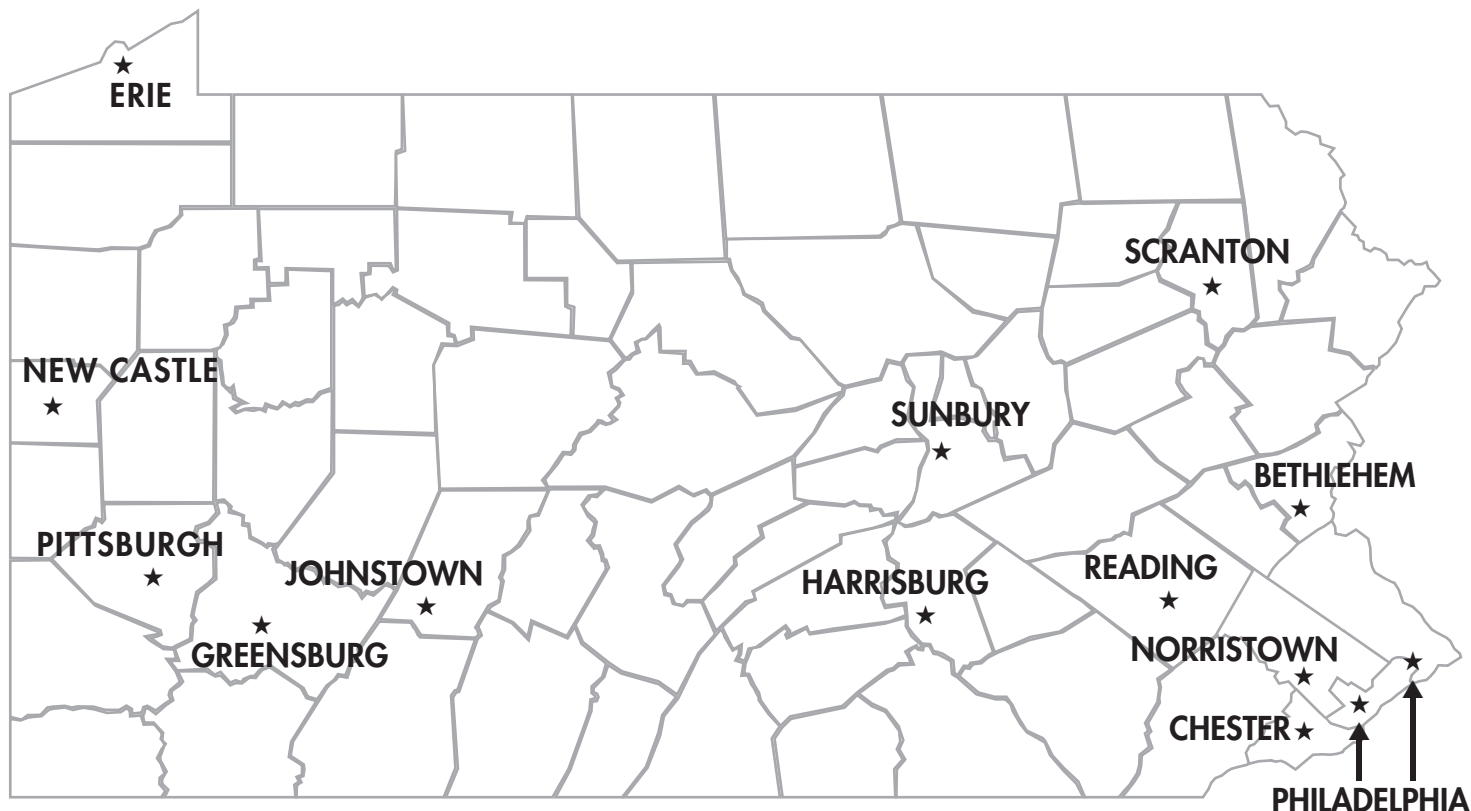 ERIE
SCRANTON
NEW CASTLE
SUNBURY
BETHLEHEM
PITTSBURGH
JOHNSTOWN
HARRISBURG
READING
GREENSBURG
NORRISTOWN
CHESTER
PHILADELPHIA